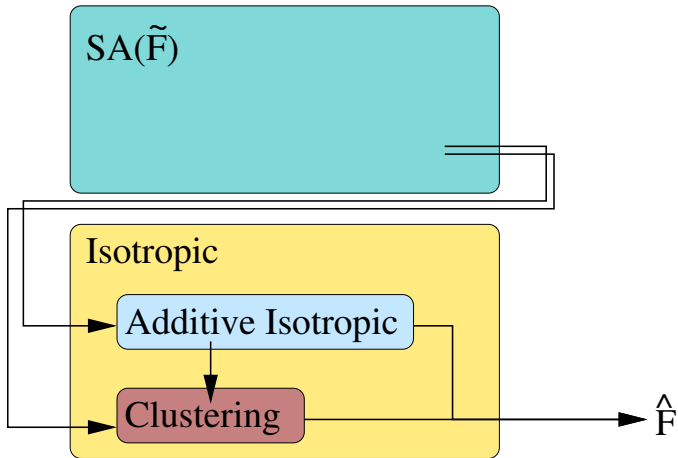 SA(F̃)
Isotropic
Additive Isotropic
Clustering
F̂